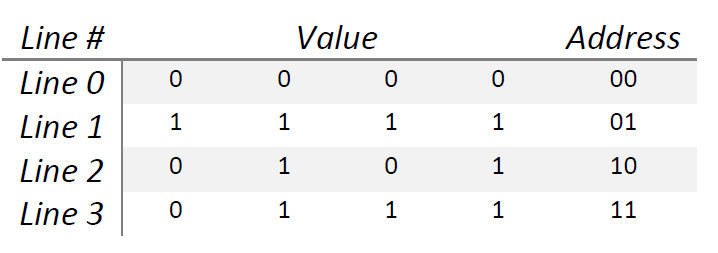 Line # Value Address
Line 0 0 0 0 0 00
Line 1 1 1 1 1 01
Line 2 0 1 0 1 10
Line 3 0 1 1 1 11